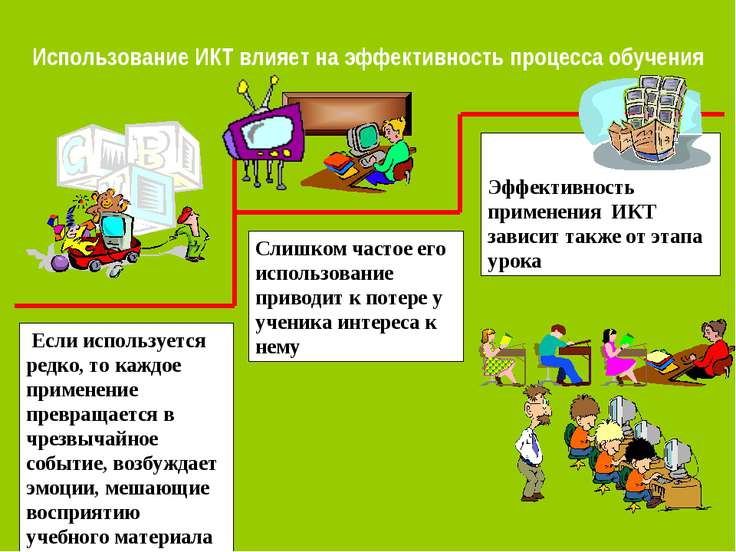 Использование ИКТ влияет на эффективность процесса обучения
Если используется
редко, то каждое
применение
превращается в
чрезвычайное
событие, возбуждает
эмоции, мешающие
восприятию
учебного материала
Слишком частое его
использование
приводит к потере у
ученика интереса к
нему
Эффективность
применения ИКТ
зависит также от этапа
урока